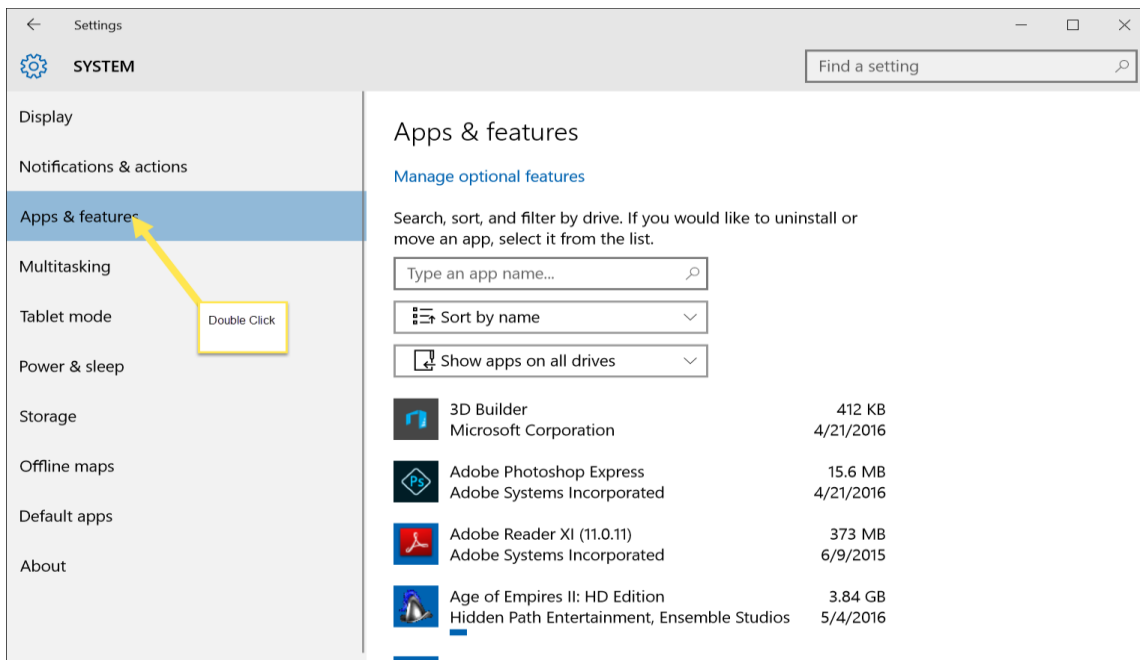 Settings
SYSTEM
Find a setting
Display
Notifications & actions
Apps & features
Multitasking
Tablet mode
Power & sleep
Storage
Offline maps
Default apps
About
Double Click
Apps & features
Manage optional features
Search, sort, and filter by drive. If you would like to uninstall or
move an app, select it from the list.
Type an app name...
Sort by name
Show apps on all drives
3D Builder 412 KB
Microsoft Corporation 4/21/2016
Ps
Adobe Photoshop Express 15.6 MB
Adobe Systems Incorporated 4/21/2016
Adobe Reader XI (11.0.11) 373 MB
Adobe Systems Incorporated 6/9/2015
Age of Empires II: HD Edition 3.84 GB
Hidden Path Entertainment, Ensemble Studios 5/4/2016